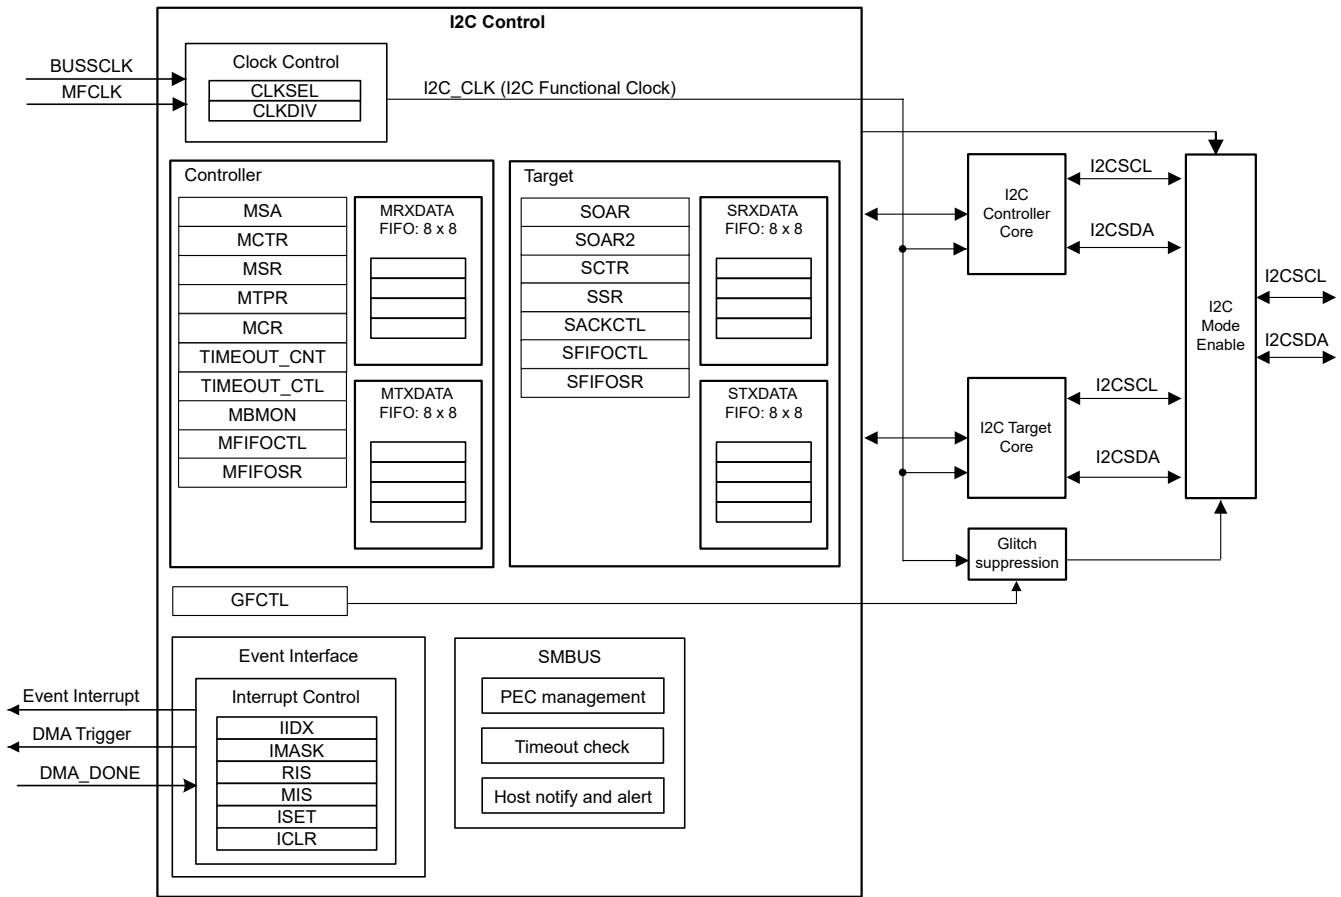 I2C Control
Clock Control
BUSSCLK
MFCLK
CLKSEL
CLKDIV
I2C_CLK (I2C Functional Clock)
Controller
MSA
MCTR
MSR
MTPR
MCR
TIMEOUT_CNT
TIMEOUT_CTL
MBMON
MFIFOCTL
MFIFOSR
MRXDATA
FIFO: 8 x 8
MTXDATA
FIFO: 8 x 8
Target
SOAR
SOAR2
SCTR
SSR
SACKCTL
SFIFOCTL
SFIFOSR
SRXDATA
FIFO: 8 x 8
STXDATA
FIFO: 8 x 8
I2C
Controller
Core
I2CSCL
I2CSDA
I2C Target
Core
I2CSCL
I2CSDA
I2C
Mode
Enable
I2CSCL
I2CSDA
Glitch
suppression
GFCTL
Event Interface
Interrupt Control
IIDX
IMASK
RIS
MIS
ISET
ICLR
Event Interrupt
DMA Trigger
DMA_DONE
SMBUS
PEC management
Timeout check
Host notify and alert